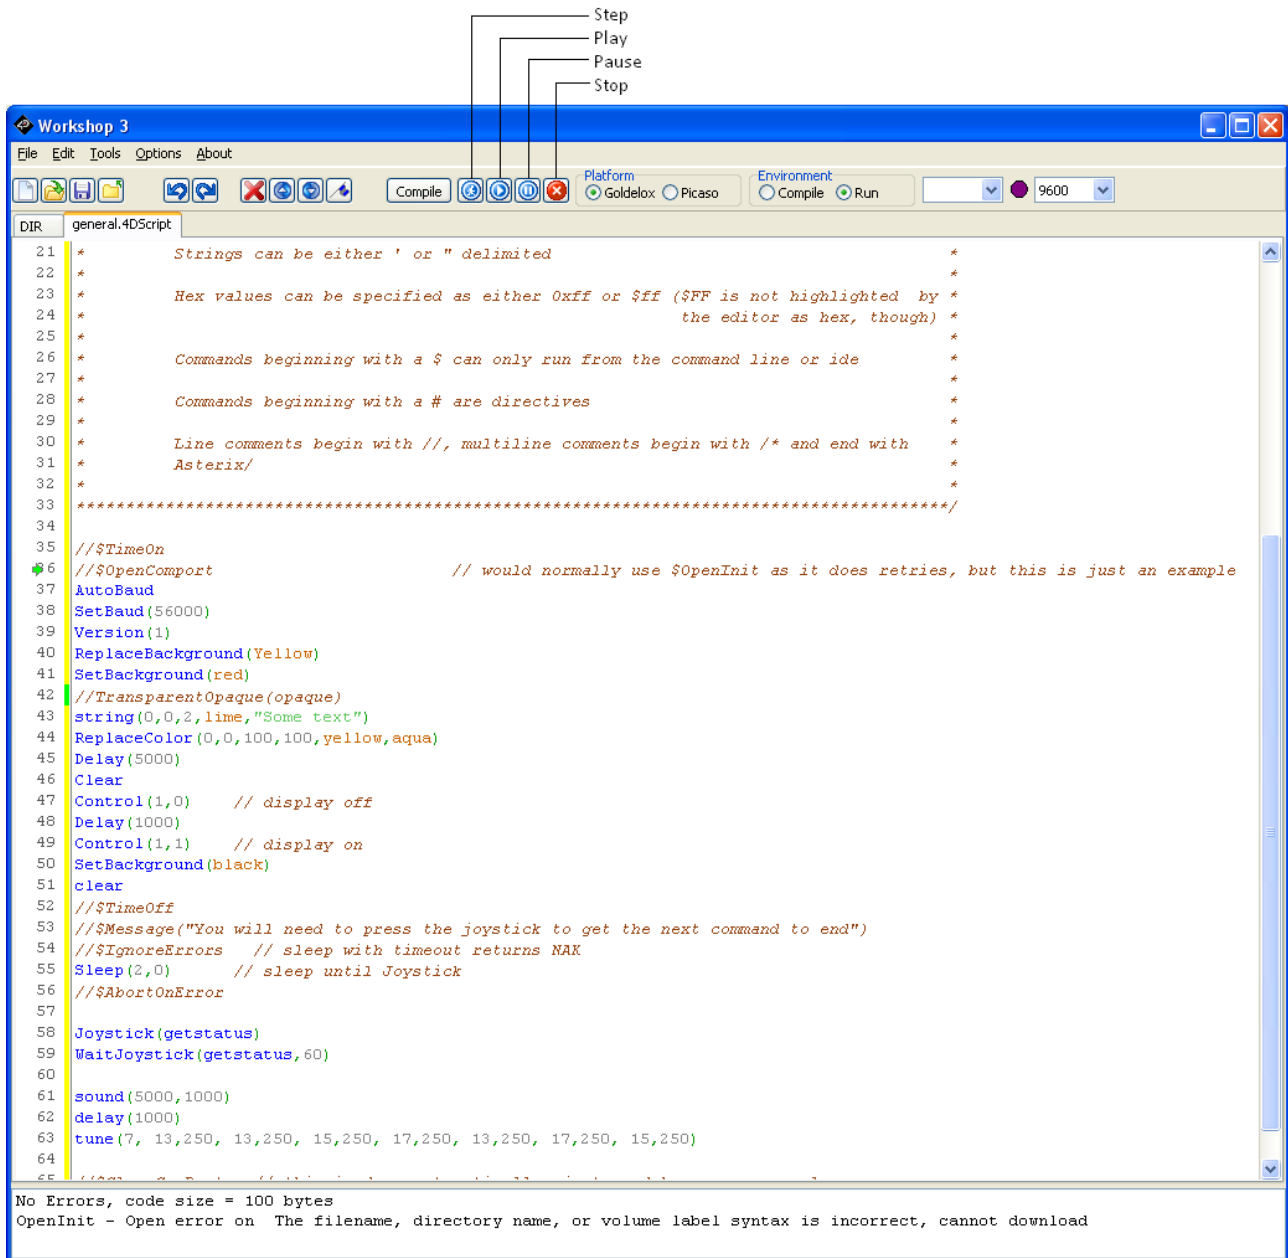 Step
Play
Pause
Stop
Workshop 3
File Edit Tools Options About
Platform
Environment
Compile Goldelox Picaso Compile Run 9600
DIR general.4DScript
21 * Strings can be either ' or " delimited *
22 * *
23 * Hex values can be specified as either 0xff or $ff ($FF is not highlighted by *
24 * the editor as hex, though) *
25 * *
26 * Commands beginning with a $ can only run from the command line or ide *
27 * *
28 * Commands beginning with a # are directives *
29 * *
30 * Line comments begin with //, multiline comments begin with /* and end with *
31 * Asterix/ *
32 * *
33 ****************************************************************************************/
34
35 //$TimeOn
36 //$OpenComport // would normally use $OpenInit as it does retries, but this is just an example
37 AutoBaud
38 SetBaud(56000)
39 Version(1)
40 ReplaceBackground(Yellow)
41 SetBackground(red)
42 //TransparentOpaque(opaque)
43 string(0,0,2,lime,"Some text")
44 ReplaceColor(0,0,100,100,yellow,aqua)
45 Delay(5000)
46 Clear
47 Control(1,0) // display off
48 Delay(1000)
49 Control(1,1) // display on
50 SetBackground(black)
51 clear
52 //$TimeOff
53 //$Message("You will need to press the joystick to get the next command to end")
54 //$IgnoreErrors // sleep with timeout returns NAK
55 Sleep(2,0) // sleep until Joystick
56 //$AbortOnError
57
58 Joystick(getstatus)
59 WaitJoystick(getstatus,60)
60
61 sound(5000,1000)
62 delay(1000)
63 tune(7, 13,250, 13,250, 15,250, 17,250, 13,250, 17,250, 15,250)
64
No Errors, code size = 100 bytes
OpenInit - Open error on The filename, directory name, or volume label syntax is incorrect, cannot download